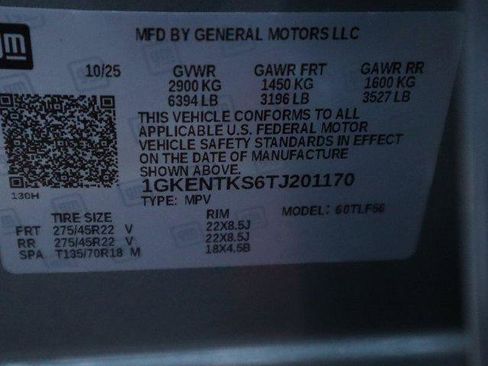 gm
MFD BY GENERAL MOTORS LLC
10/25 GVWR GAWR FRT GAWR RR
2900 KG 1450 KG 1600 KG
6394 LB 3196 LB 3527 LB
THIS VEHICLE CONFORMS TO ALL
APPLICABLE U.S. FEDERAL MOTOR
VEHICLE SAFETY STANDARDS IN EFFECT
ON THE DATE OF MANUFACTURE
SHOWN ABOVE.
1GKENTKS6TJ201170
TYPE: MPV MODEL:
130H
TIRE SIZE RIM
FRT 275/45R22 V 22X8.5J
RR 275/45R22 V 22X8.5J
SPA T135/70R18 M 18X4.5B